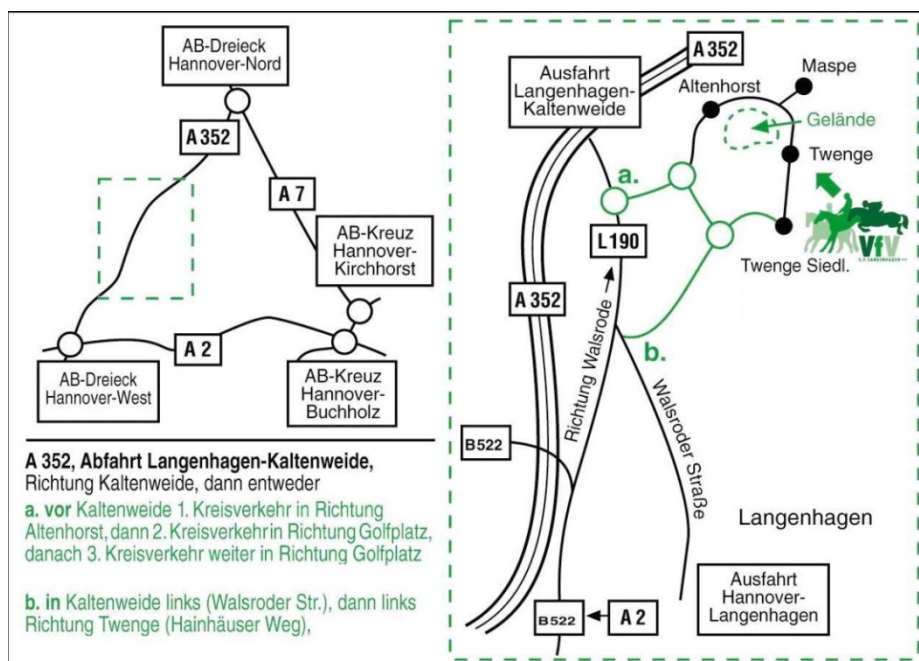 AB-Dreieck
Hannover-Nord
A 352
A 7
AB-Kreuz
Hannover-
Kirchhorst
A 2
AB-Dreieck
Hannover-West
AB-Kreuz
Hannover-
Buchholz
A 352, Abfahrt Langenhagen-Kaltenweide,
Richtung Kaltenweide, dann entweder
a. vor Kaltenweide 1. Kreisverkehr in Richtung
Altenhorst, dann 2. Kreisverkehr in Richtung Golfplatz,
danach 3. Kreisverkehr weiter in Richtung Golfplatz
b. in Kaltenweide links (Walsroder Str.), dann links
Richtung Twenge (Hainhäuser Weg),
A 352
Ausfahrt
Langenhagen-
Kaltenweide
Maspe
Altenhorst
Gelände
Twenge
a.
L190
VfV
Twenge Siedl.
A 352
b.
Richtung Walsrode
Walsroder Straße
B522
Langenhagen
Ausfahrt
Hannover-
Langenhagen
B522
A 2